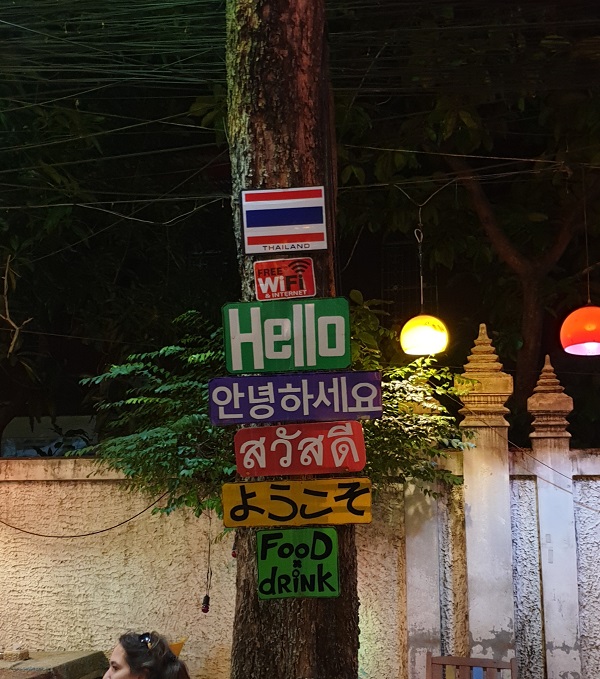 THAILAND
FREE
WiFi
& INTERNET
Hello
안녕하세요
สวัสดี
ようこそ
FOOD
N
dRINK